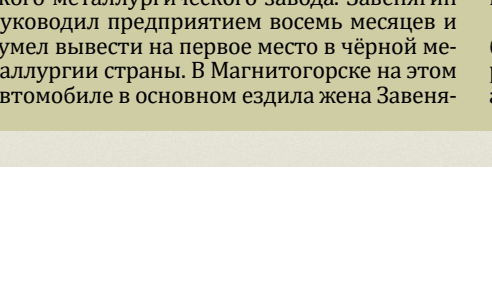 кого металлургического завода. Завенягин
уководил предприятием восемь месяцев и
умел вывести на первое место в чёрной ме-
аллургии страны. В Магнитогорске на этом
втомобиле в основном ездила жена Завеня-